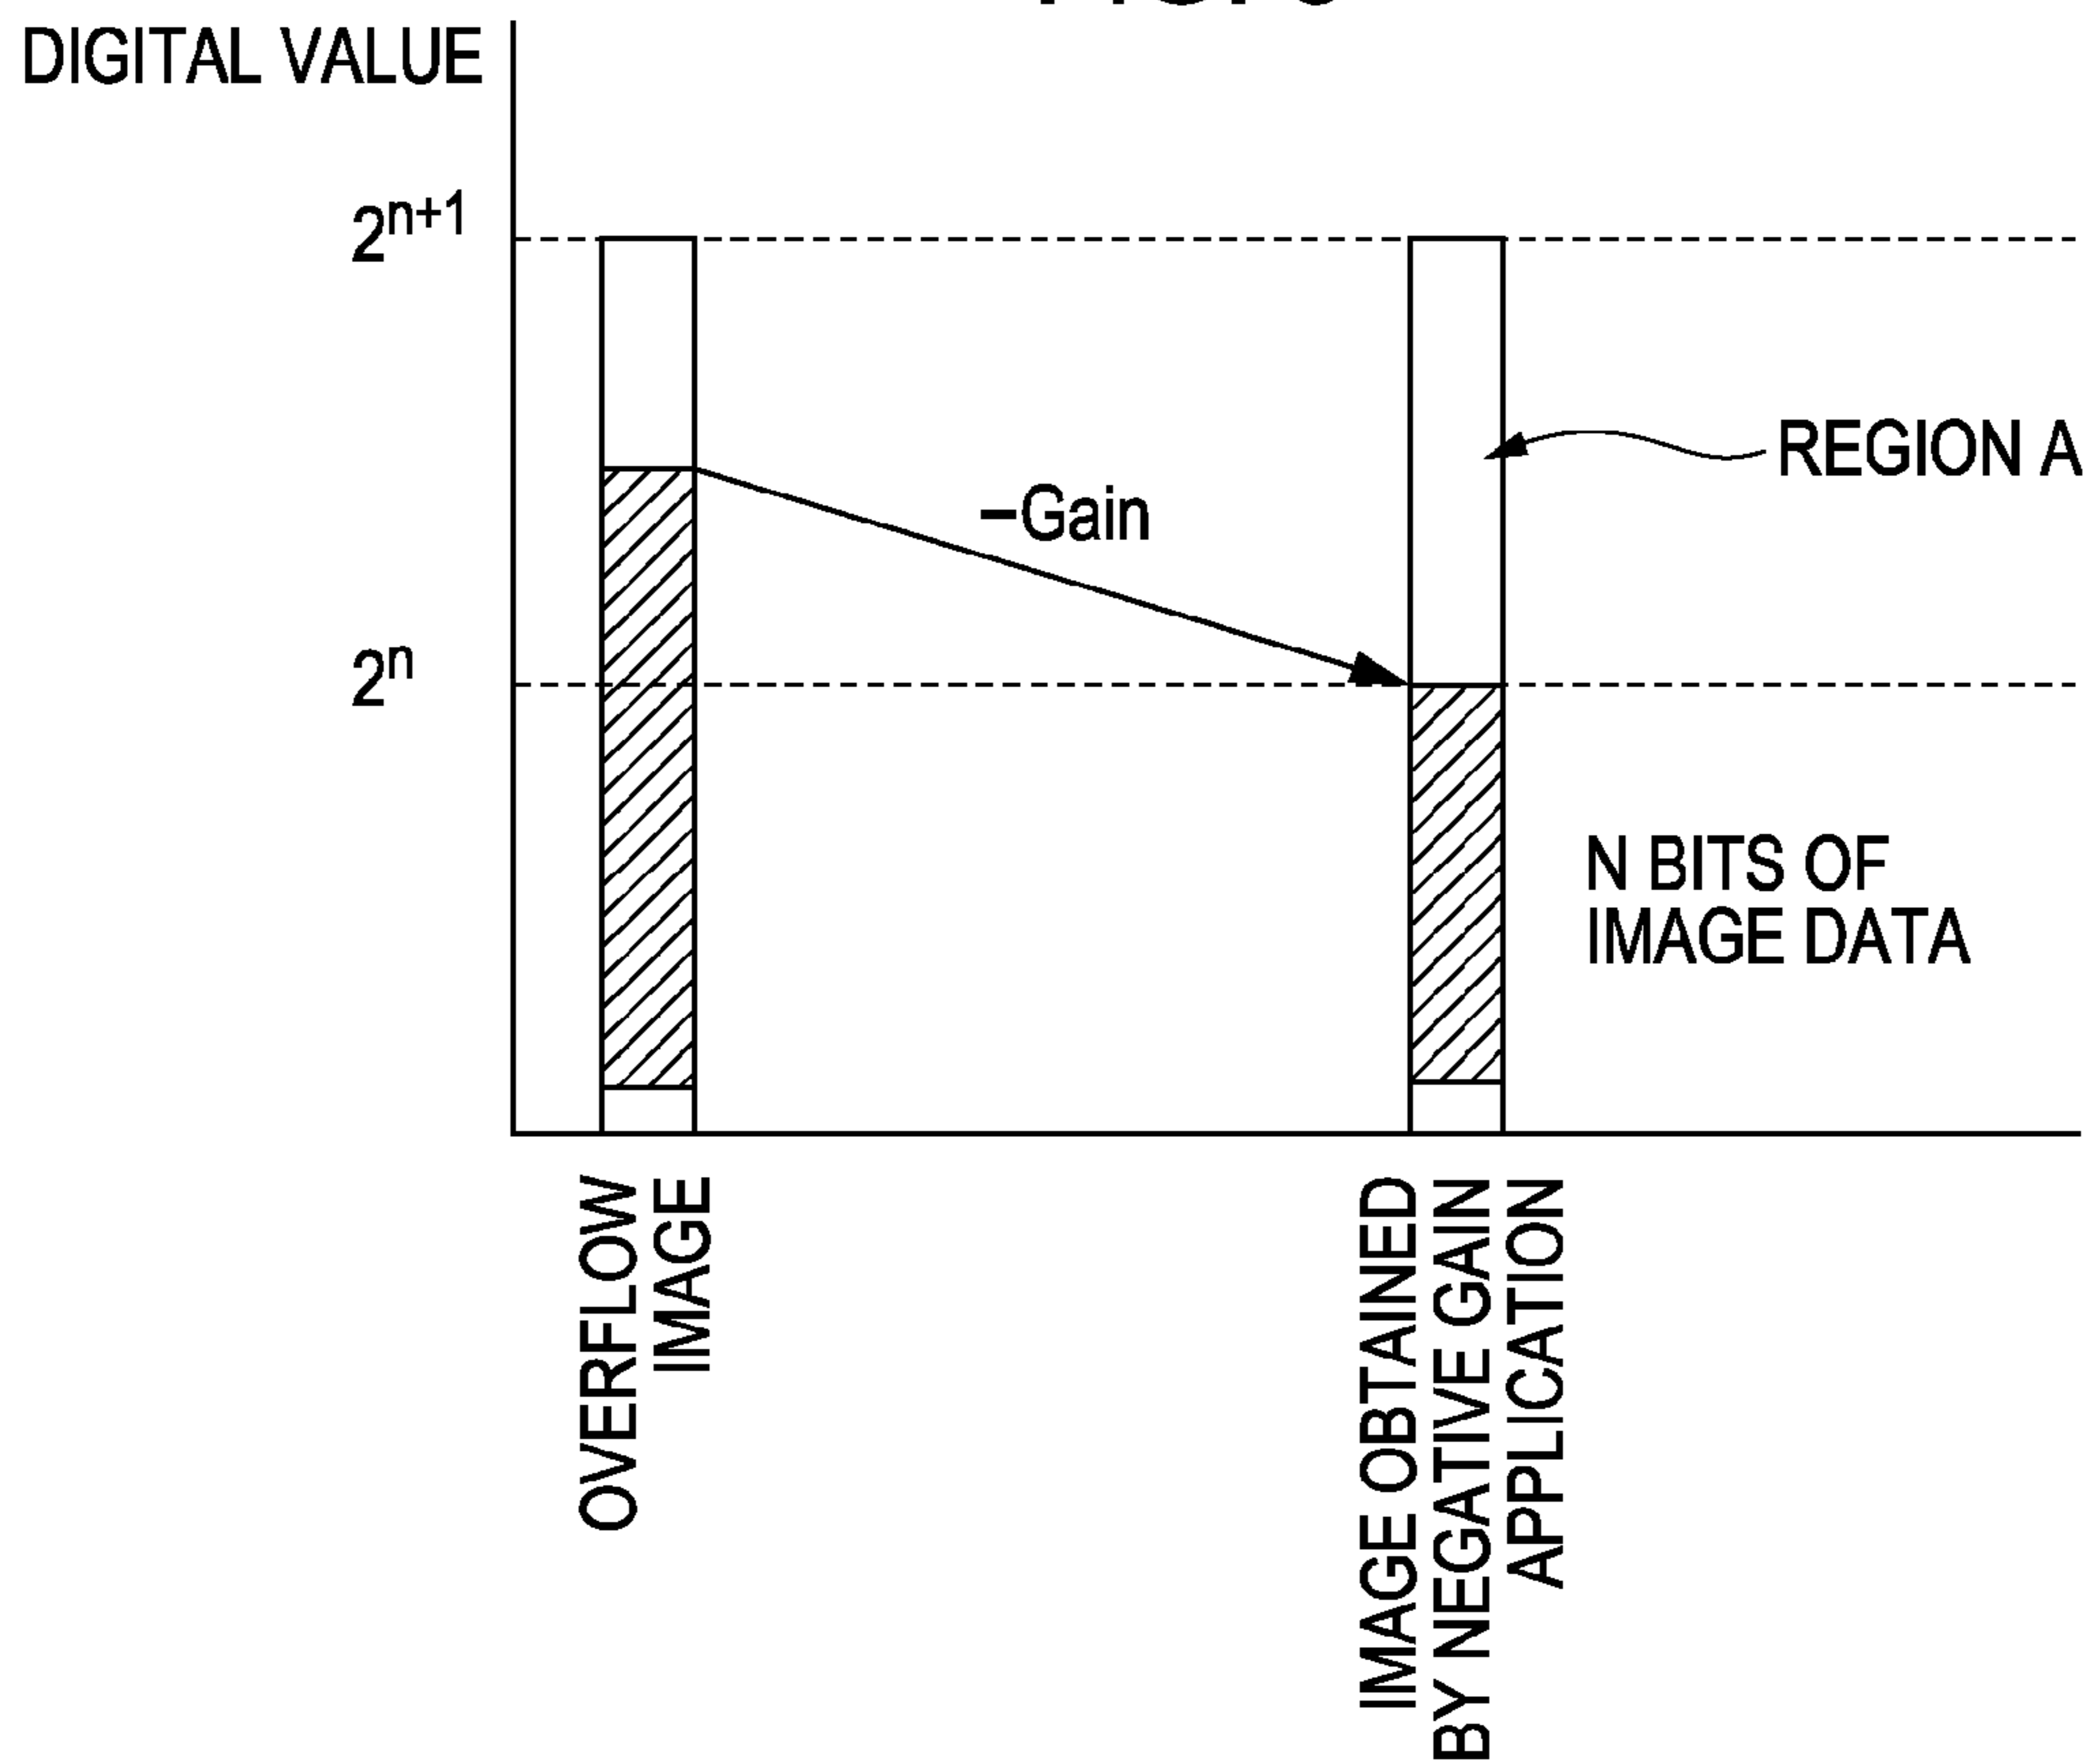 DIGITAL VALUE
2ⁿ⁺¹
REGION A
−Gain
2ⁿ
N BITS OF
IMAGE DATA
OVERFLOW
IMAGE
IMAGE OBTAINED
BY NEGATIVE GAIN
APPLICATION